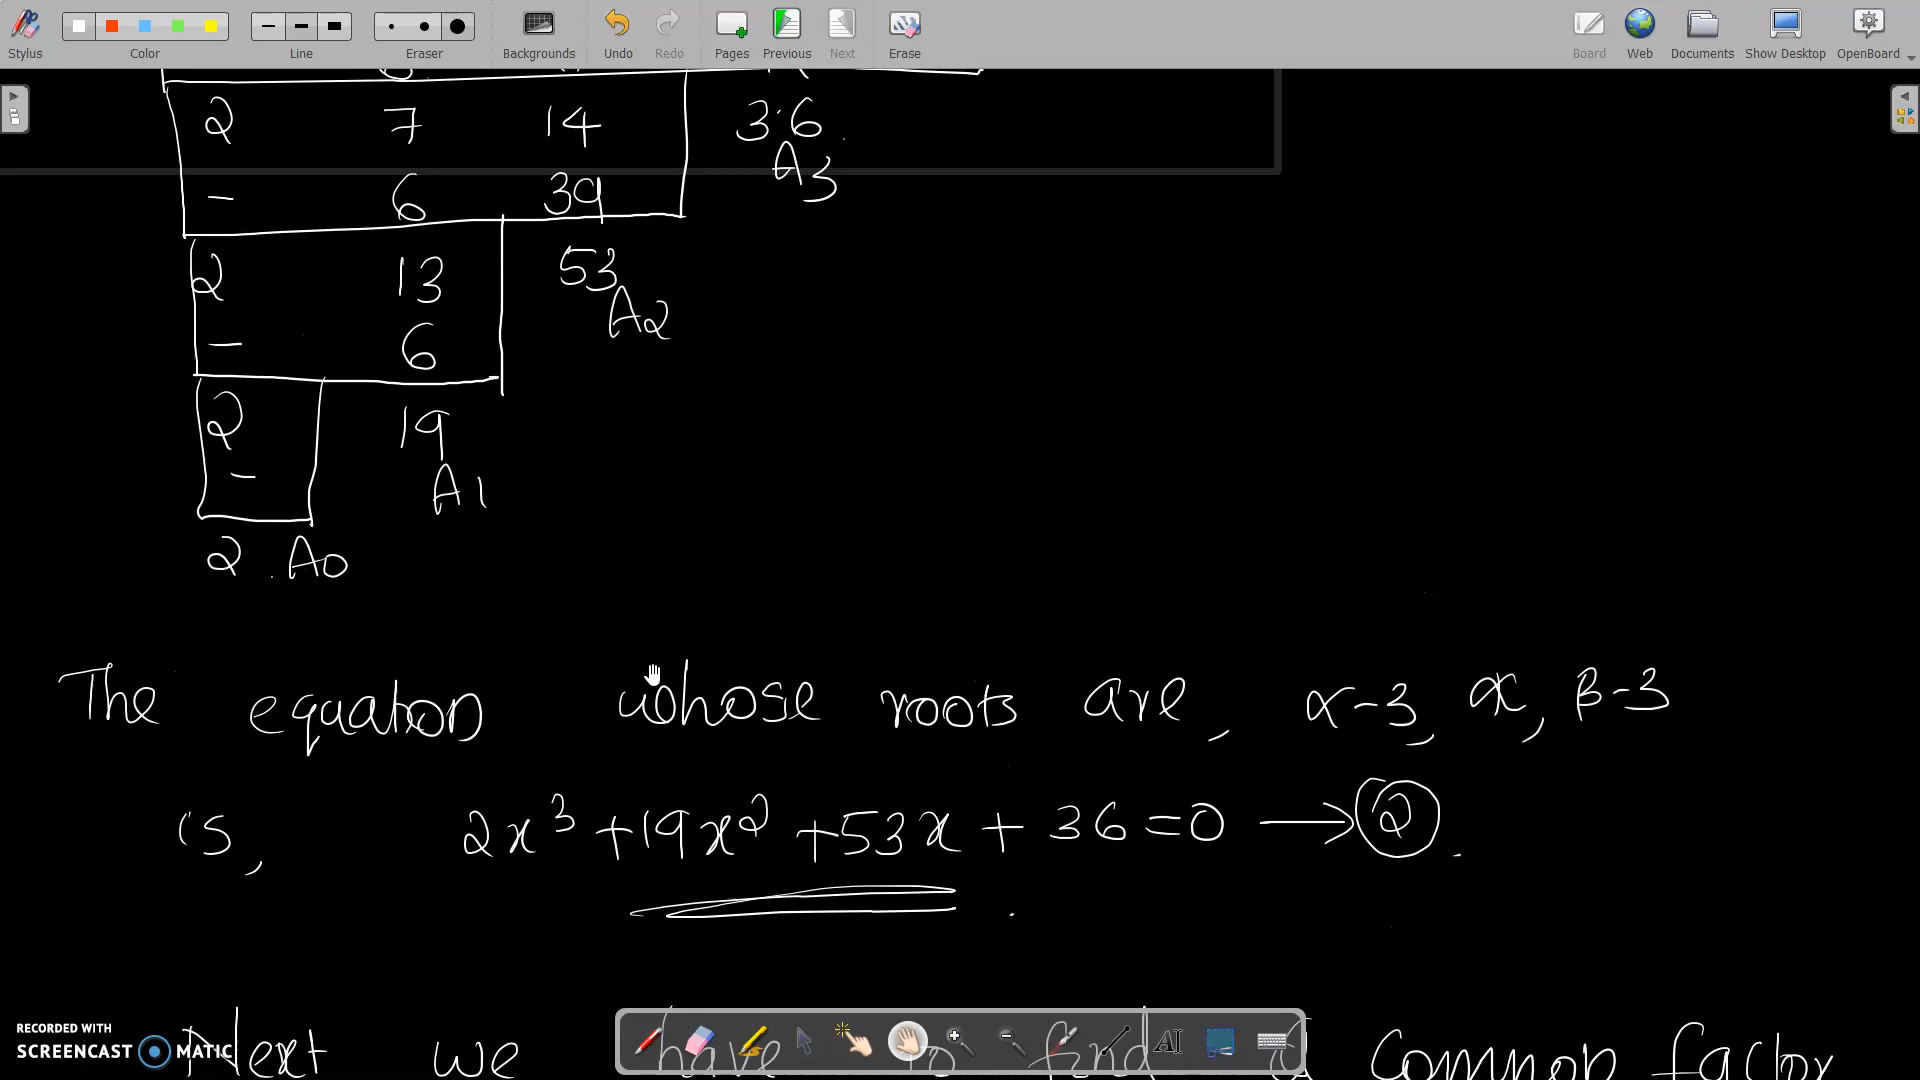 Stylus Color Line Eraser Backgrounds Undo Redo Pages Previous Next Erase Board Web Documents Show Desktop OpenBoard
2 7 14 3·6
A3
- 6 39
2 13 53
A2
- 6
2 19
- A1
2 . A0
The equation whose roots are, α-3, α, β-3
is, 2x³ +19x² +53x + 36 =0 → 2 .
RECORDED WITH
SCREENCAST MATIC
Next we have to find a common factor